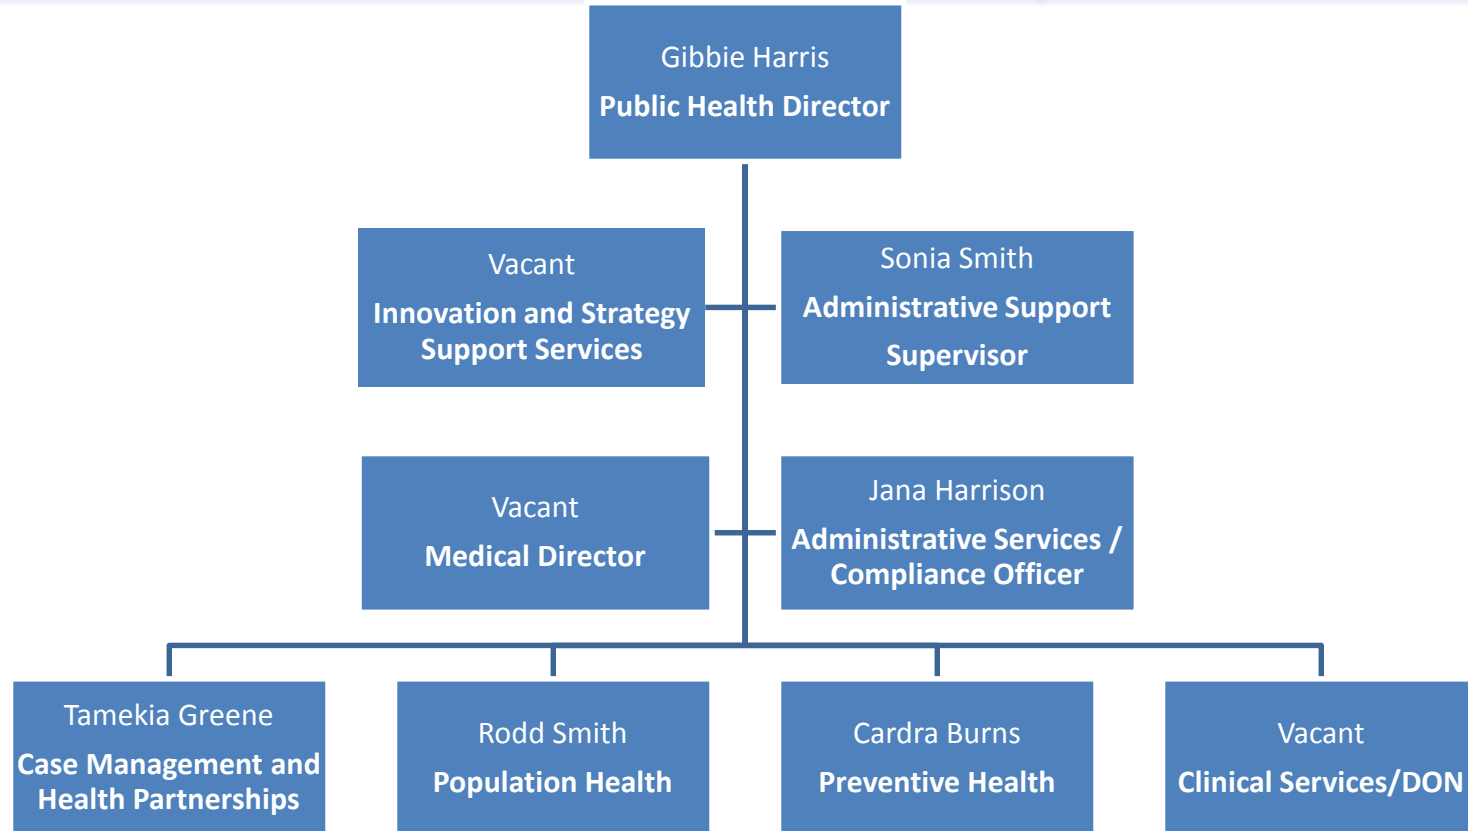 Gibbie Harris
Public Health Director
Vacant
Innovation and Strategy
Support Services
Sonia Smith
Administrative Support
Supervisor
Vacant
Medical Director
Jana Harrison
Administrative Services /
Compliance Officer
Tamekia Greene
Case Management and
Health Partnerships
Rodd Smith
Population Health
Cardra Burns
Preventive Health
Vacant
Clinical Services/DON